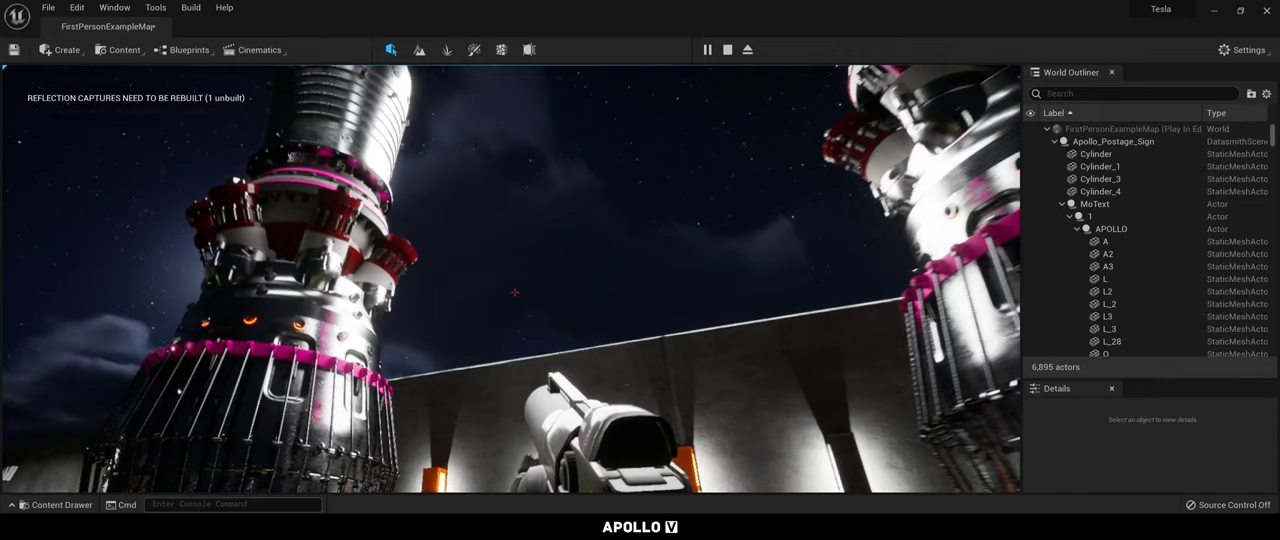 File Edit Window Tools Build Help
Tesla
FirstPersonExampleMap•
Create Content Blueprints Cinematics
Settings
REFLECTION CAPTURES NEED TO BE REBUILT (1 unbuilt)
World Outliner
Search...
Label Type
FirstPersonExampleMap (Play In Ed World
Apollo_Postage_Sign DatasmithScen
Cylinder StaticMeshActo
Cylinder_1 StaticMeshActo
Cylinder_3 StaticMeshActo
Cylinder_4 StaticMeshActo
MoText Actor
1 Actor
APOLLO Actor
A StaticMeshActo
A2 StaticMeshActo
A3 StaticMeshActo
L StaticMeshActo
L2 StaticMeshActo
L_2 StaticMeshActo
L3 StaticMeshActo
L_3 StaticMeshActo
L_28 StaticMeshActo
O StaticMeshActo
6,895 actors
Details
Select an object to view details.
Content Drawer Cmd Enter Console Command Source Control Off
APOLLO V